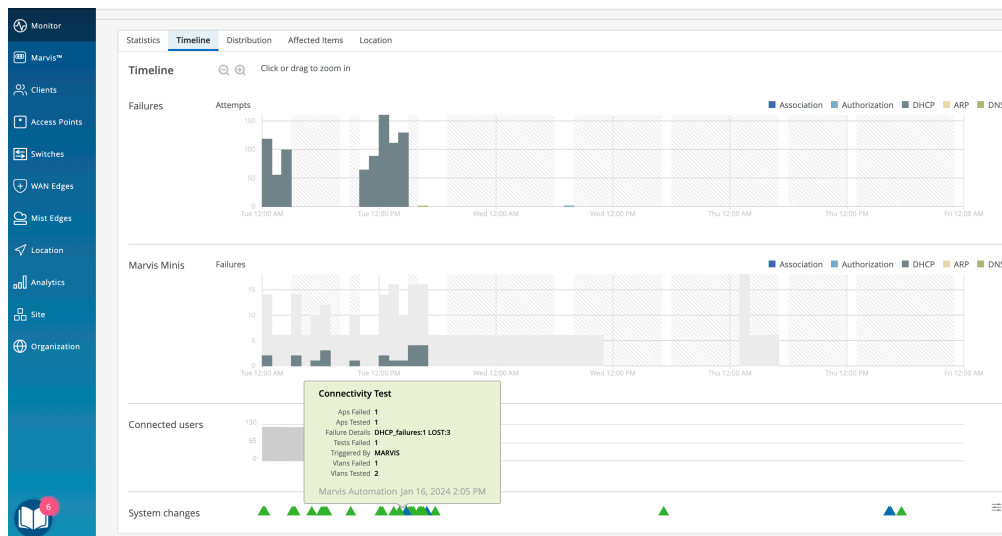 Monitor
Marvis™
Clients
Access Points
Switches
WAN Edges
Mist Edges
Location
Analytics
Site
Organization
6
Statistics Timeline Distribution Affected Items Location
Timeline Click or drag to zoom in
Failures Attempts Association Authorization DHCP ARP DNS
150
100
50
0
Tue 12:00 AM Tue 12:00 PM Wed 12:00 AM Wed 12:00 PM Thu 12:00 AM Thu 12:00 PM Fri 12:00 AM
Marvis Minis Failures Association Authorization DHCP ARP DNS
15
10
5
0
Tue 12:00 AM Tue 12:00 PM Wed 12:00 AM Wed 12:00 PM Thu 12:00 AM Thu 12:00 PM Fri 12:00 AM
Connectivity Test
Aps Failed 1
Aps Tested 1
Failure Details DHCP_failures:1 LOST:3
Tests Failed 1
Triggered By MARVIS
Vlans Failed 1
Vlans Tested 2
Marvis Automation Jan 16, 2024 2:05 PM
Connected users
130
65
0
System changes